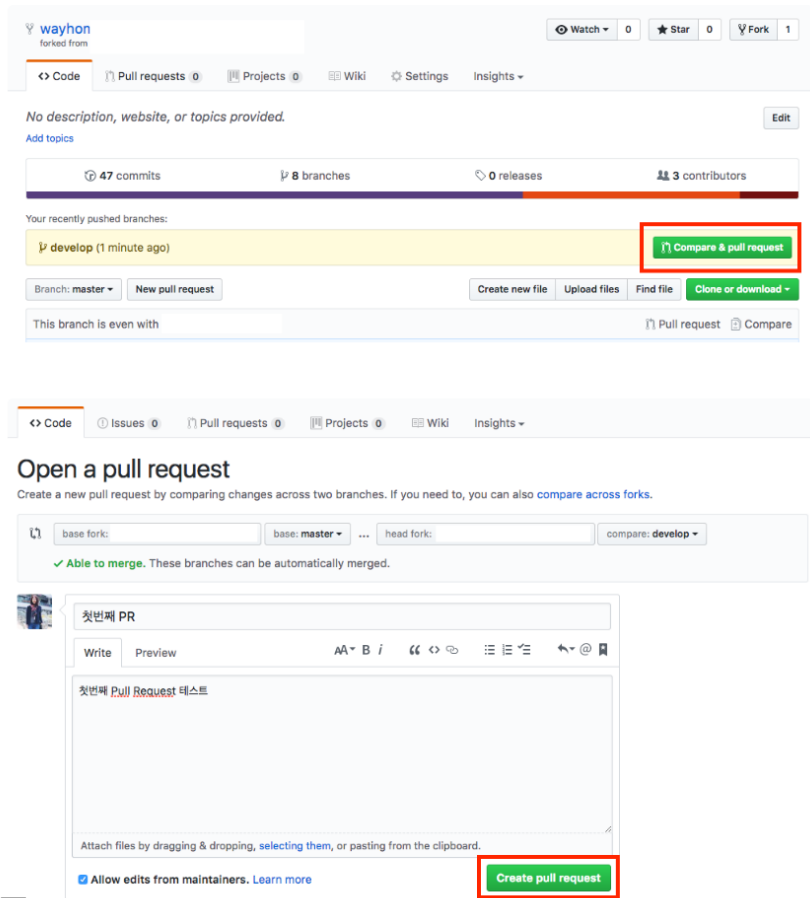 wayhon
forked from
Watch 0 Star 0 Fork 1
<> Code Pull requests 0 Projects 0 Wiki Settings Insights
No description, website, or topics provided. Edit
Add topics
47 commits 8 branches 0 releases 3 contributors
Your recently pushed branches:
develop (1 minute ago) Compare & pull request
Branch: master New pull request Create new file Upload files Find file Clone or download
This branch is even with Pull request Compare
<> Code Issues 0 Pull requests 0 Projects 0 Wiki Insights
Open a pull request
Create a new pull request by comparing changes across two branches. If you need to, you can also compare across forks.
base fork: base: master ... head fork: compare: develop
✓ Able to merge. These branches can be automatically merged.
첫번째 PR
Write Preview AA B i “ <> @
첫번째 Pull Request 테스트
Attach files by dragging & dropping, selecting them, or pasting from the clipboard.
Allow edits from maintainers. Learn more Create pull request